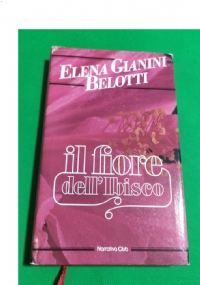 ELENA GIANINI
BELOTTI
il fiore
dell'Ibisco
Narrativa Club